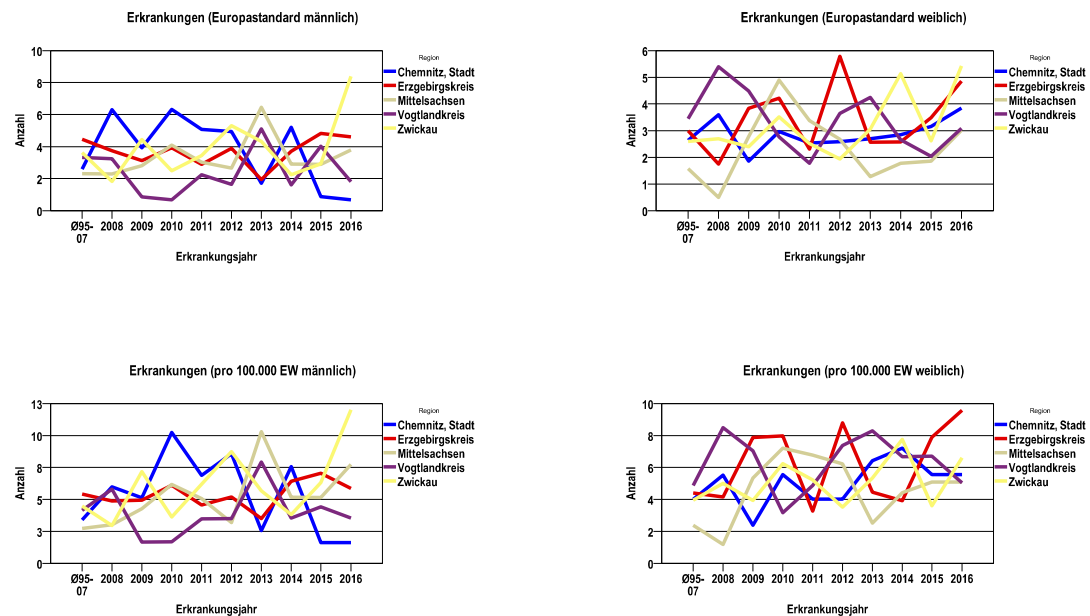 Erkrankungen (Europastandard männlich)
10
8
6
4
2
0
Anzahl
Ø95-07 2008 2009 2010 2011 2012 2013 2014 2015 2016
Erkrankungsjahr
Region
Chemnitz, Stadt
Erzgebirgskreis
Mittelsachsen
Vogtlandkreis
Zwickau
Erkrankungen (Europastandard weiblich)
6
5
4
3
2
1
0
Anzahl
Ø95-07 2008 2009 2010 2011 2012 2013 2014 2015 2016
Erkrankungsjahr
Region
Chemnitz, Stadt
Erzgebirgskreis
Mittelsachsen
Vogtlandkreis
Zwickau
Erkrankungen (pro 100.000 EW männlich)
13
10
8
5
3
0
Anzahl
Ø95-07 2008 2009 2010 2011 2012 2013 2014 2015 2016
Erkrankungsjahr
Region
Chemnitz, Stadt
Erzgebirgskreis
Mittelsachsen
Vogtlandkreis
Zwickau
Erkrankungen (pro 100.000 EW weiblich)
10
8
6
4
2
0
Anzahl
Ø95-07 2008 2009 2010 2011 2012 2013 2014 2015 2016
Erkrankungsjahr
Region
Chemnitz, Stadt
Erzgebirgskreis
Mittelsachsen
Vogtlandkreis
Zwickau